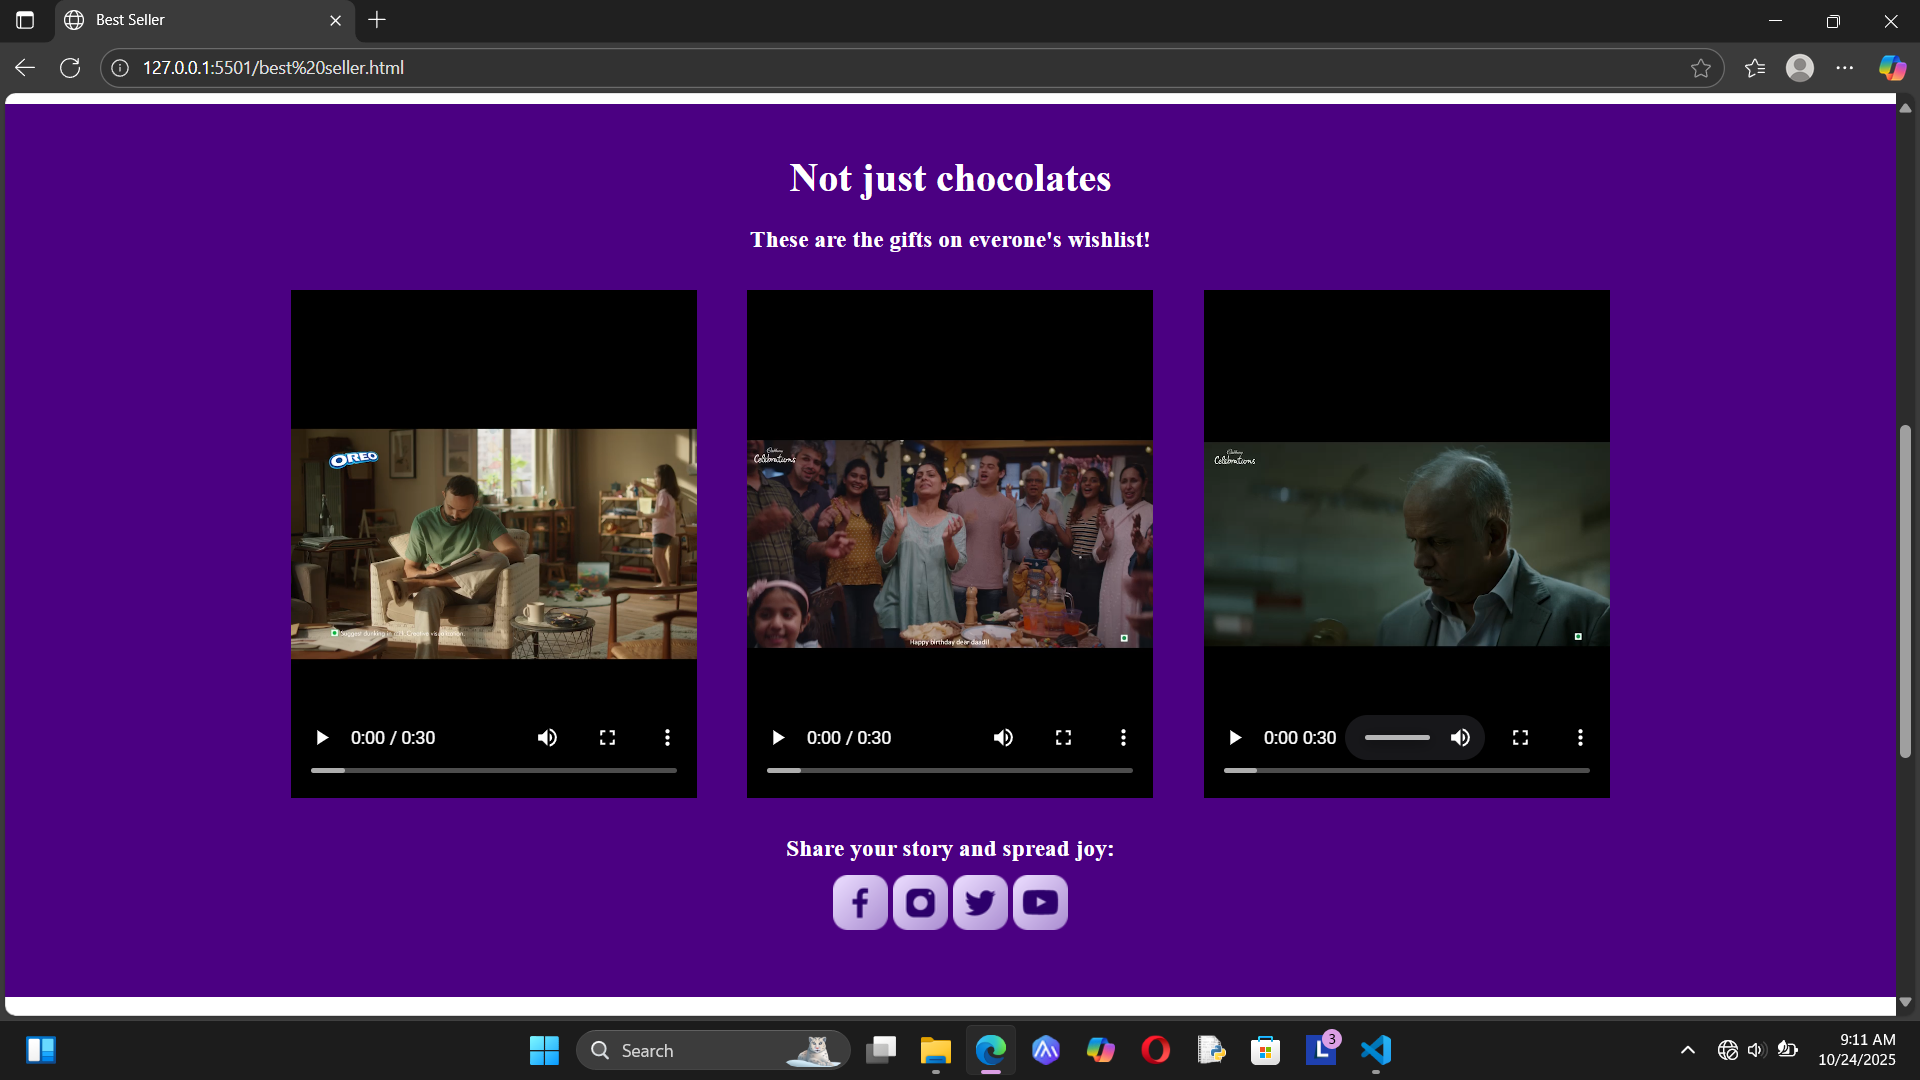 Best Seller
127.0.0.1:5501/best%20seller.html
Not just chocolates
These are the gifts on everone's wishlist!
OREO
Cadbury
Celebrations
Cadbury
Celebrations
Happy birthday dear daadi!
0:00 / 0:30
0:00 / 0:30
0:00 0:30
Share your story and spread joy:
Search
L
3
9:11 AM
10/24/2025